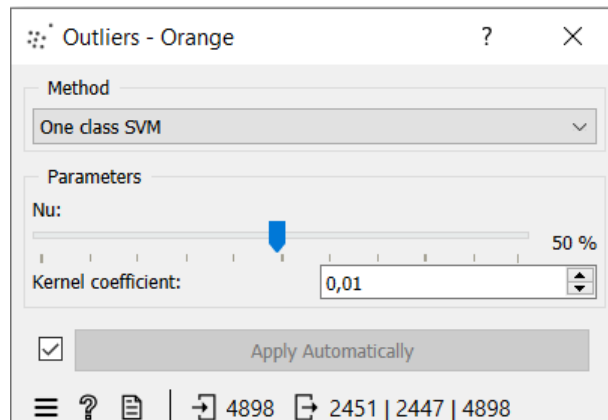 Outliers - Orange ?
Method
One class SVM
Parameters
Nu:
50 %
Kernel coefficient: 0,01
Apply Automatically
? 4898 2451 | 2447 | 4898